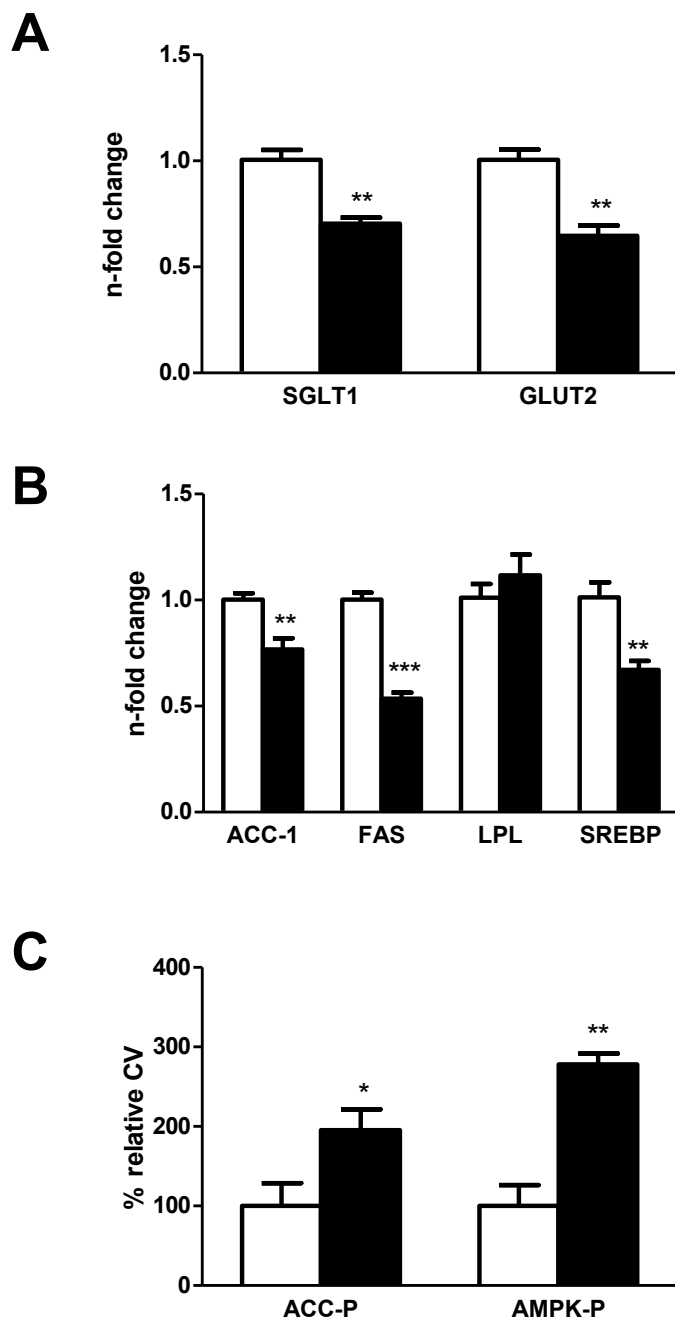 A
n-fold change
1.5
1.0
0.5
0.0
**
**
SGLT1 GLUT2
B
n-fold change
1.5
1.0
0.5
0.0
**
***
**
ACC-1 FAS LPL SREBP
C
% relative CV
400
300
200
100
0
*
**
ACC-P AMPK-P